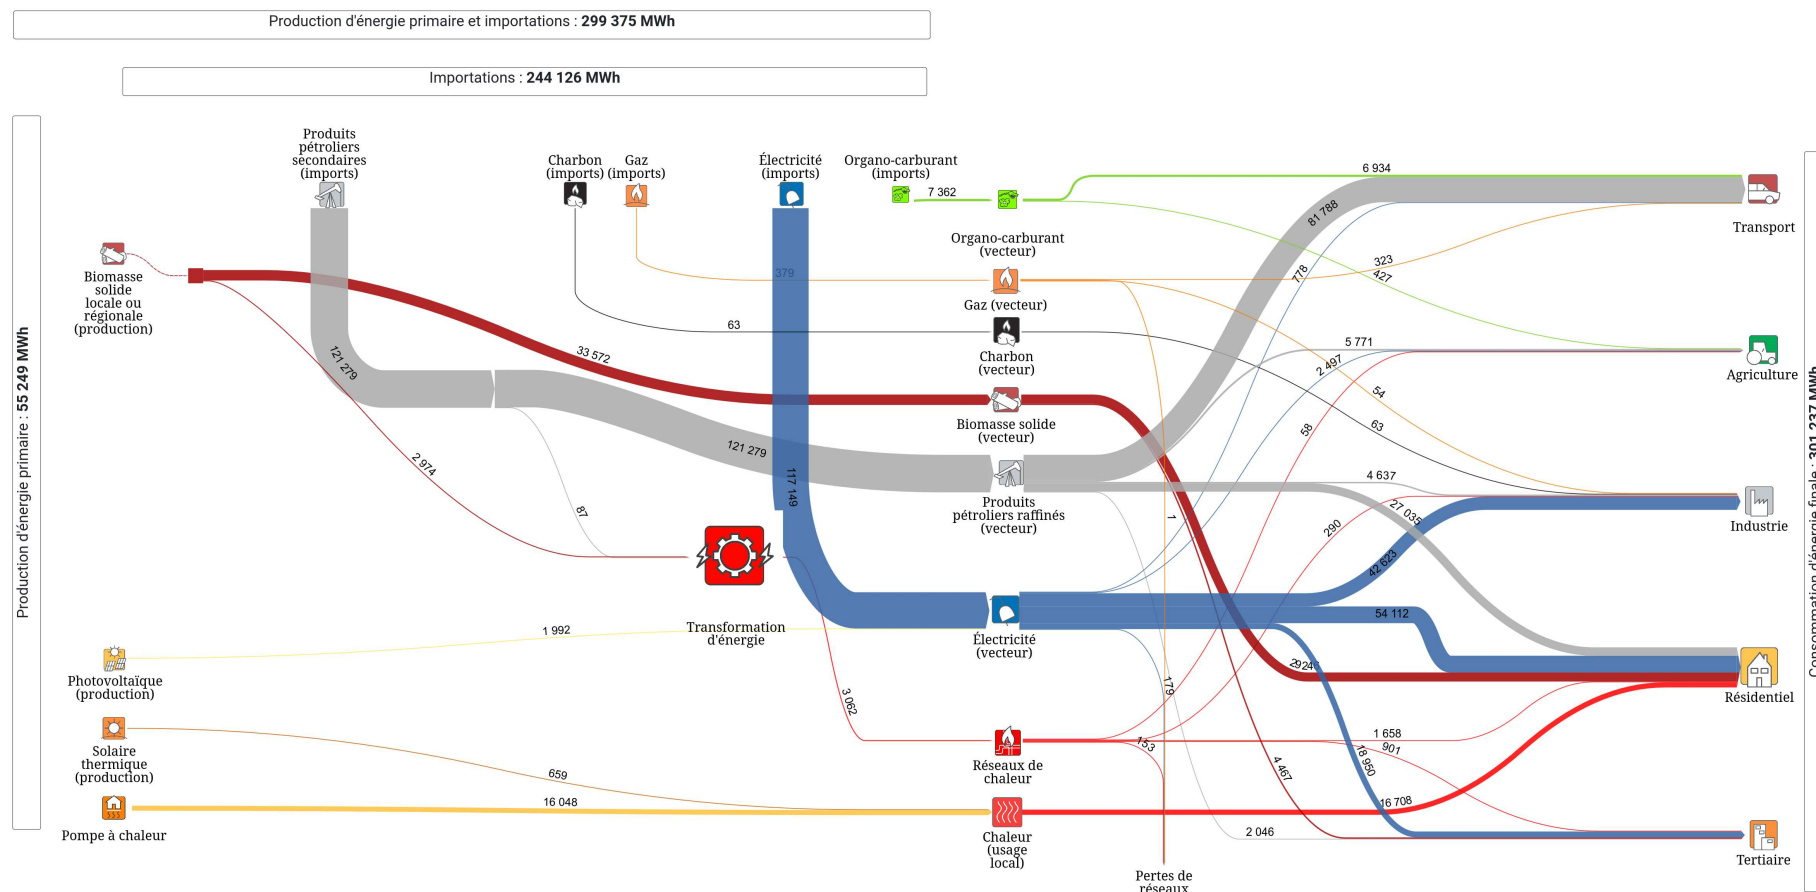 Production d'énergie primaire et importations : 299 375 MWh
Importations : 244 126 MWh
Production d'énergie primaire : 55 249 MWh
Produits
pétroliers
secondaires
(imports)
Charbon
(imports)
Gaz
(imports)
Électricité
(imports)
Organo-carburant
(imports)
Biomasse
solide
locale ou
régionale
(production)
Photovoltaïque
(production)
Solaire
thermique
(production)
Pompe à chaleur
Transformation
d'énergie
Organo-carburant
(vecteur)
Gaz (vecteur)
Charbon
(vecteur)
Biomasse solide
(vecteur)
Produits
pétroliers raffinés
(vecteur)
Électricité
(vecteur)
Réseaux de
chaleur
Chaleur
(usage
local)
Pertes de
réseaux
Transport
Agriculture
Industrie
Résidentiel
Tertiaire
Consommation d'énergie finale : 301 237 MWh
7 362
6 934
81 788
778
323
427
379
63
33 572
121 279
121 279
117 149
2 974
87
5 771
2 497
54
63
58
4 637
27 035
290
42 623
54 112
1
1 992
3 062
179
153
1 658
901
18 950
4 467
16 708
2 046
659
16 048